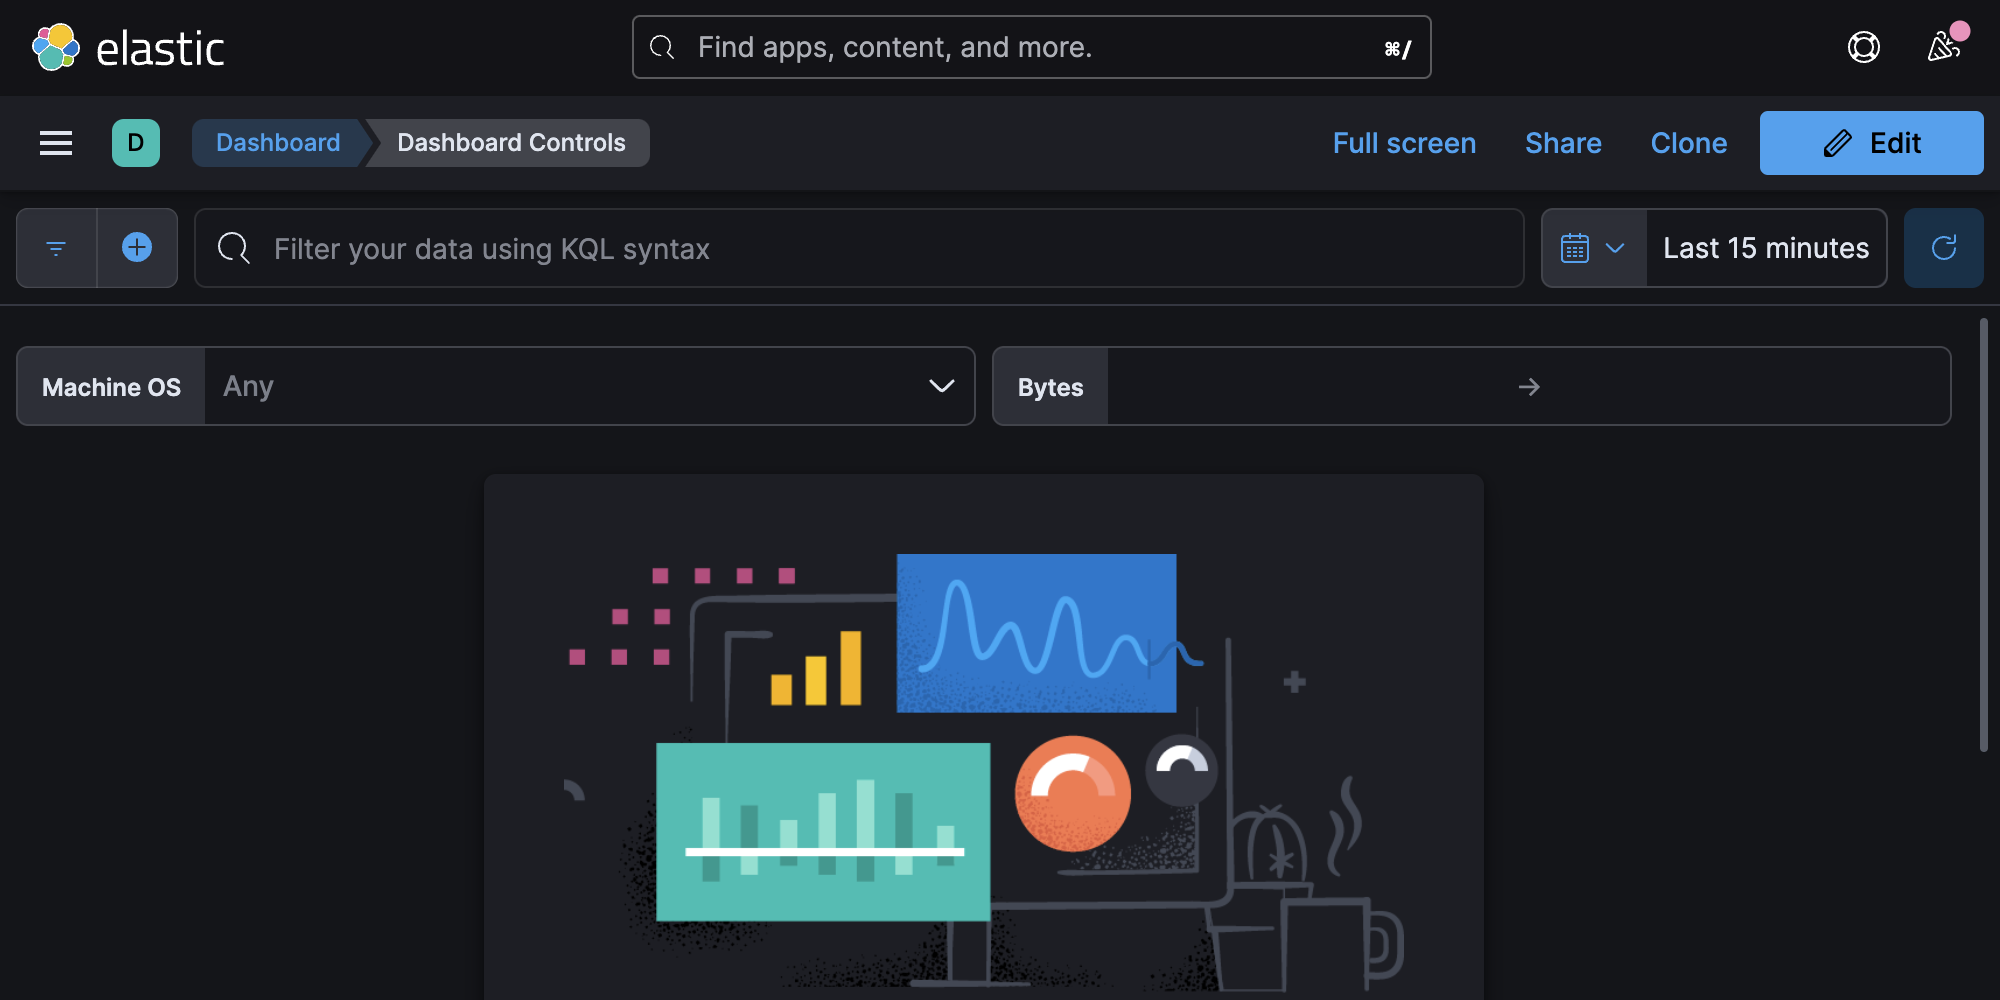 elastic
Find apps, content, and more.
⌘/
D
Dashboard
Dashboard Controls
Full screen
Share
Clone
Edit
Filter your data using KQL syntax
Last 15 minutes
Machine OS
Any
Bytes
→